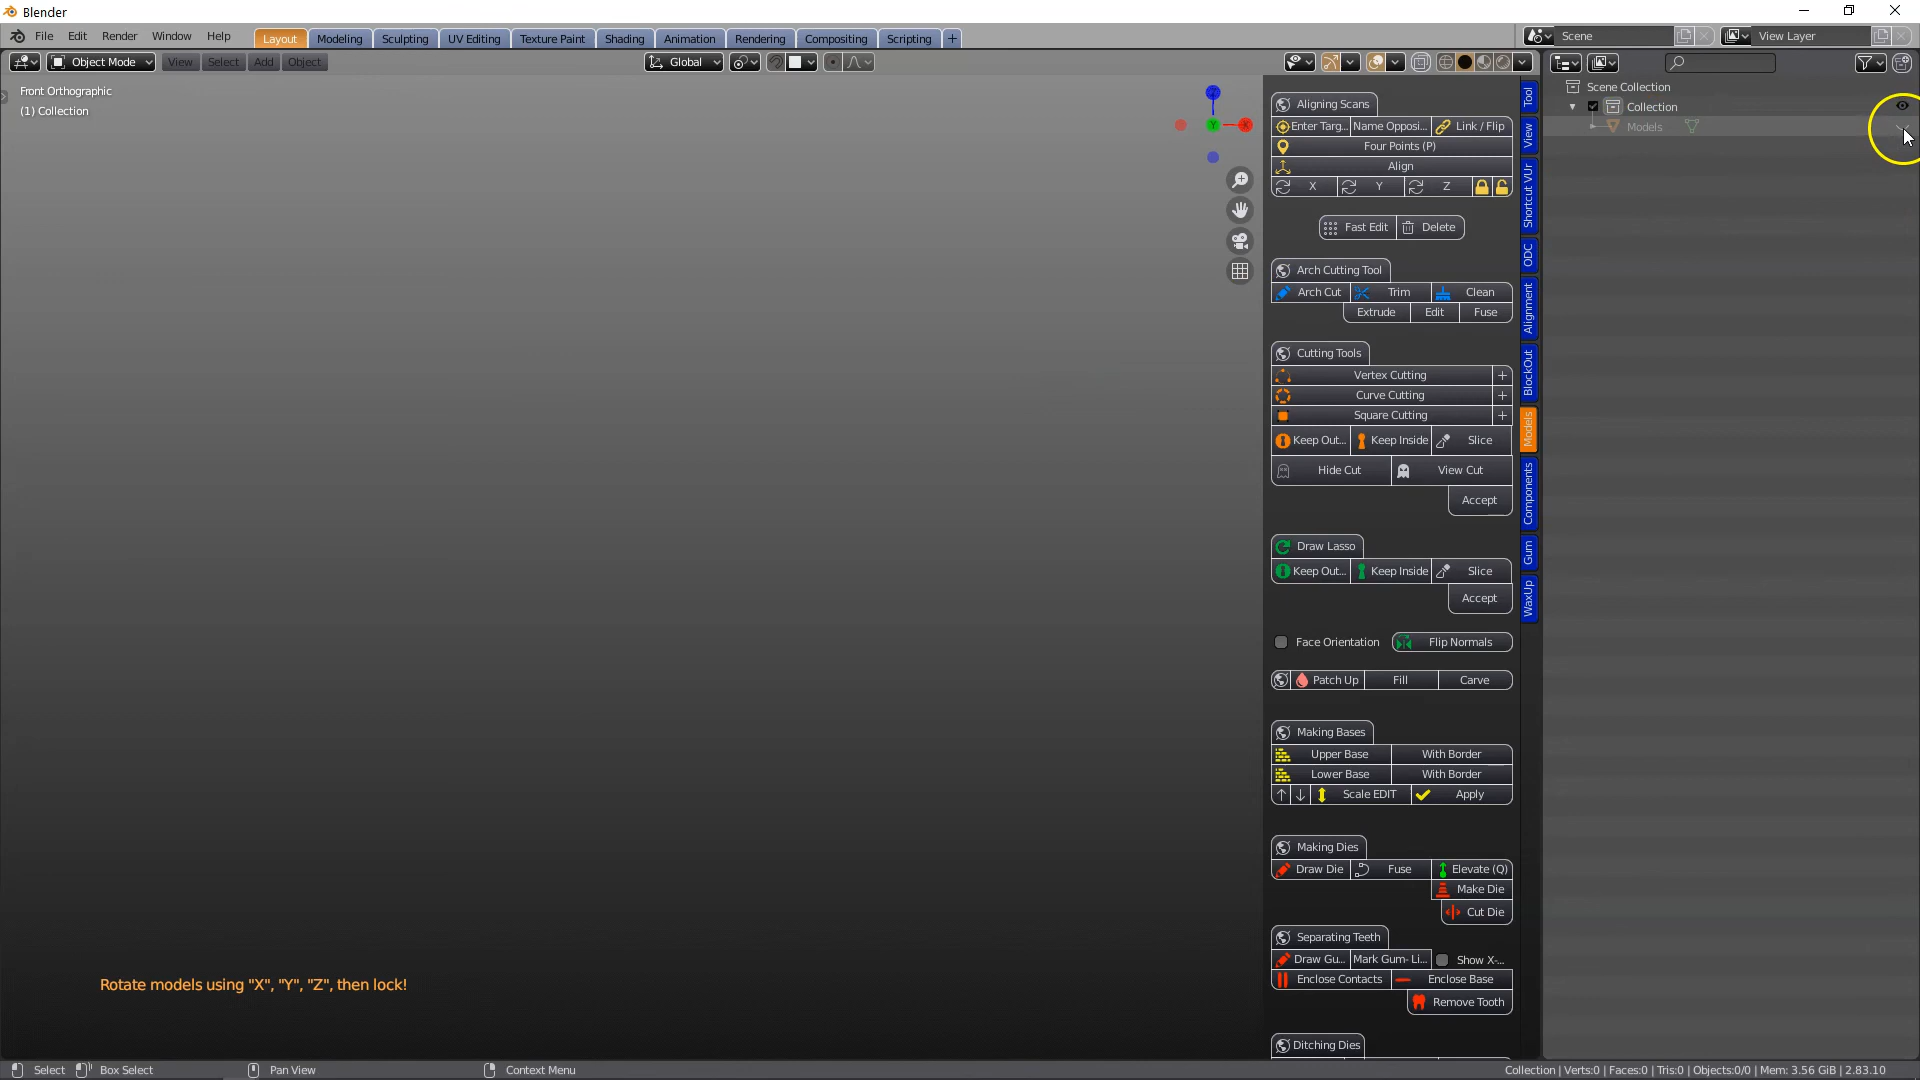 Blender
File Edit Render Window Help Layout Modeling Sculpting UV Editing Texture Paint Shading Animation Rendering Compositing Scripting + Scene View Layer
Object Mode View Select Add Object Global
Front Orthographic
(1) Collection
Z
Y
X
Aligning Scans
Enter Targ... Name Opposi... Link / Flip
Four Points (P)
Align
X Y Z
Fast Edit Delete
Arch Cutting Tool
Arch Cut Trim Clean
Extrude Edit Fuse
Cutting Tools
Vertex Cutting +
Curve Cutting +
Square Cutting +
Keep Out... Keep Inside Slice
Hide Cut View Cut
Accept
Draw Lasso
Keep Out... Keep Inside Slice
Accept
Face Orientation Flip Normals
Patch Up Fill Carve
Making Bases
Upper Base With Border
Lower Base With Border
Scale EDIT Apply
Making Dies
Draw Die Fuse Elevate (Q)
Make Die
Cut Die
Separating Teeth
Draw Gu... Mark Gum- Li... Show X-...
Enclose Contacts Enclose Base
Remove Tooth
Ditching Dies
Tool
View
Shortcut VUr
ODC
Alignment
BlockOut
Models
Components
Gum
WaxUp
Scene Collection
Collection
Models
Rotate models using "X", "Y", "Z", then lock!
Select Box Select Pan View Context Menu Collection | Verts:0 | Faces:0 | Tris:0 | Objects:0/0 | Mem: 3.56 GiB | 2.83.10